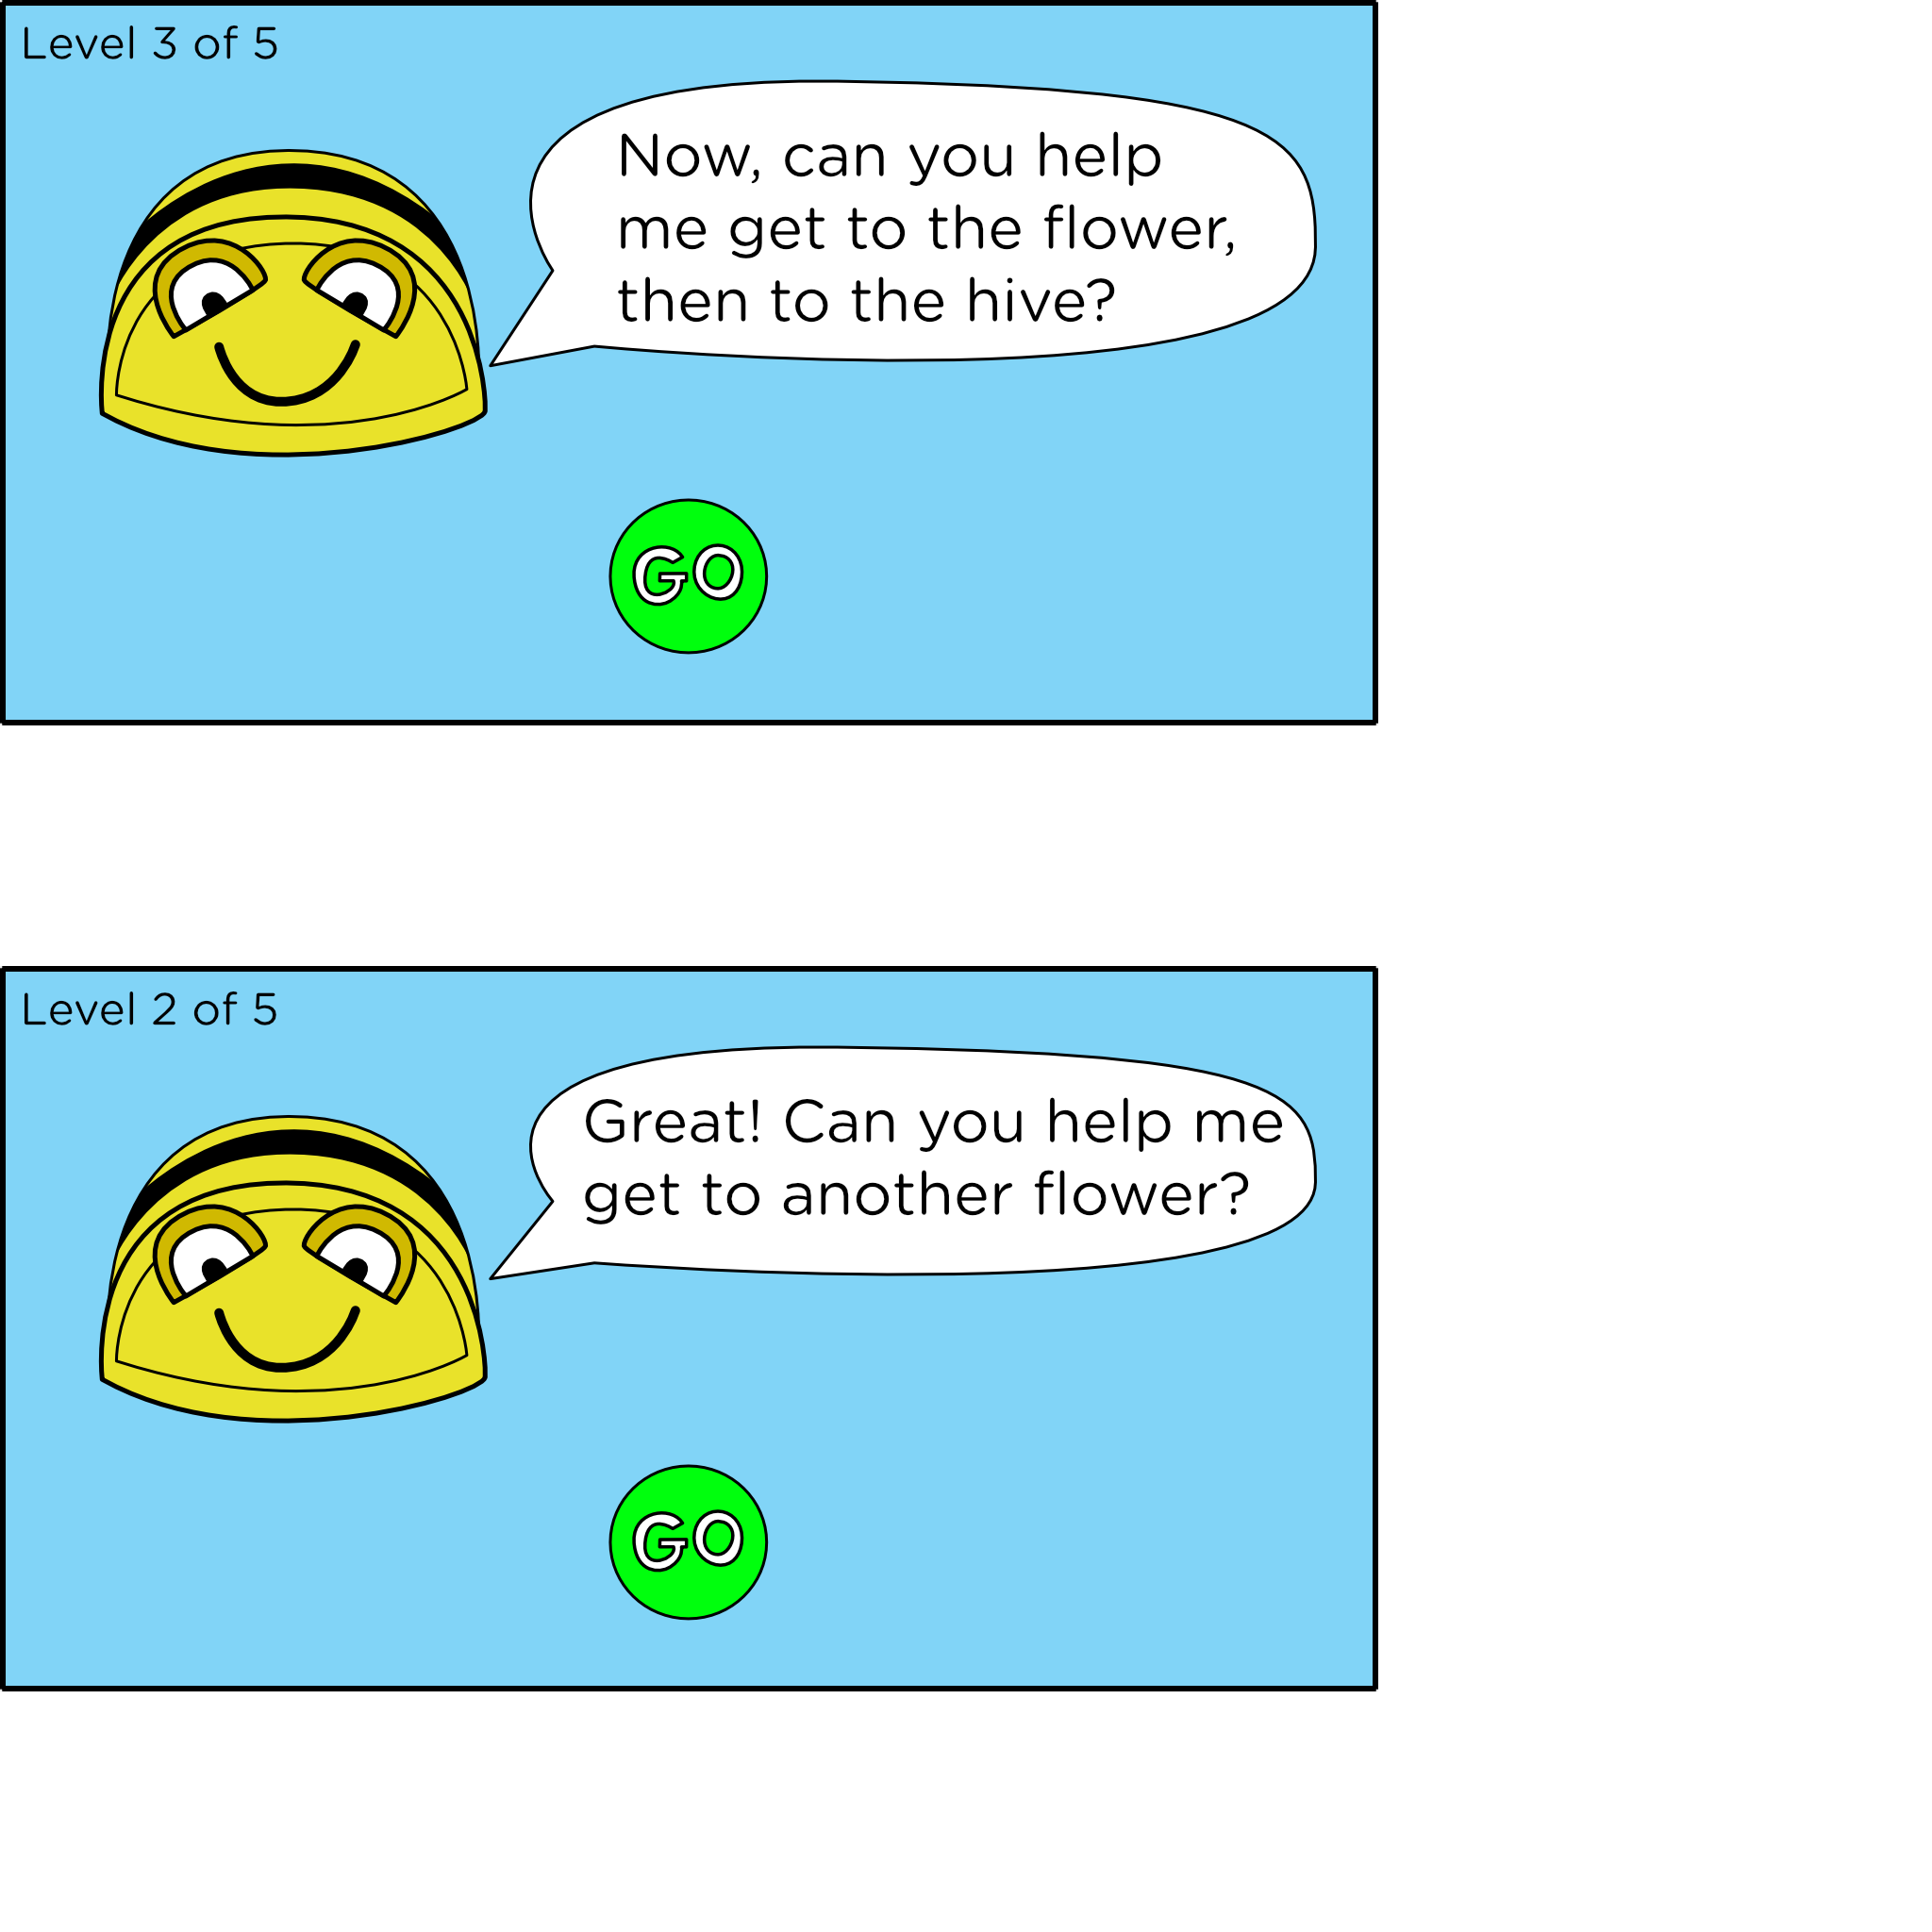 Level 3 of 5
Now, can you help
me get to the flower,
then to the hive?
GO
Level 2 of 5
Great! Can you help me
get to another flower?
GO